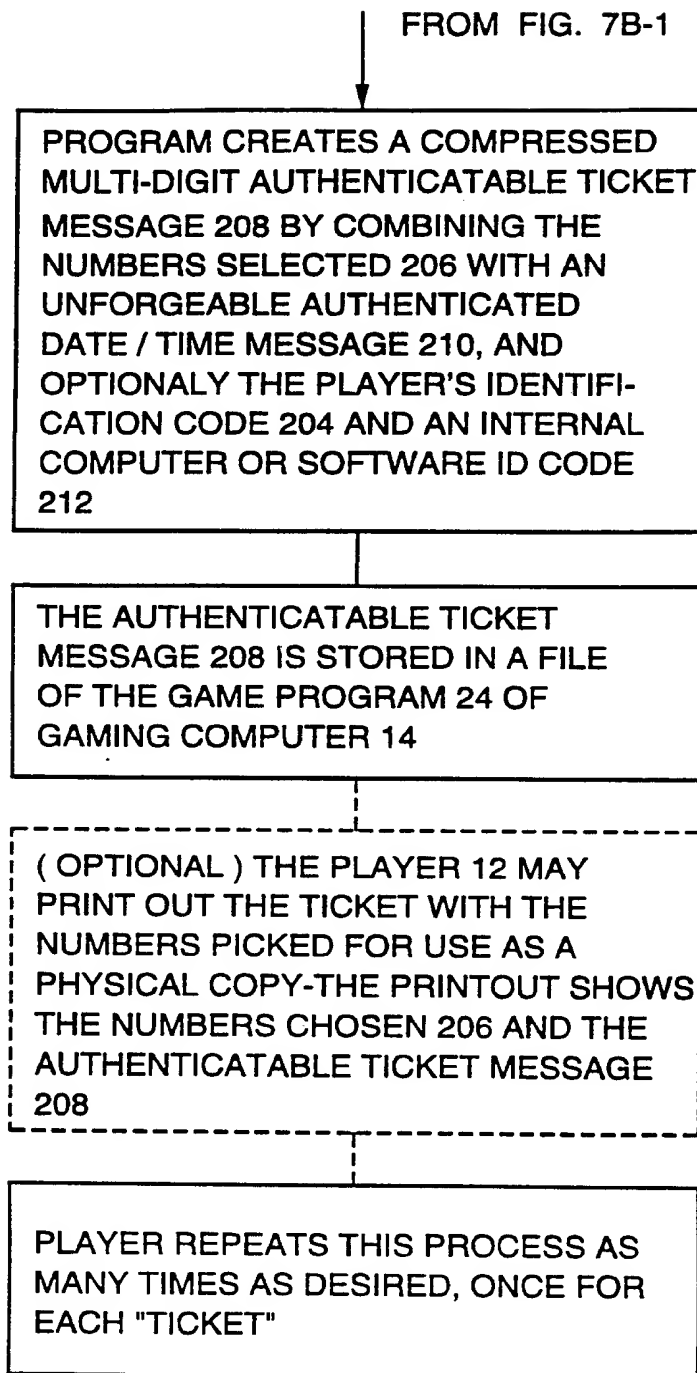 FROM FIG. 7B-1
PROGRAM CREATES A COMPRESSED
MULTI-DIGIT AUTHENTICATABLE TICKET
MESSAGE 208 BY COMBINING THE
NUMBERS SELECTED 206 WITH AN
UNFORGEABLE AUTHENTICATED
DATE / TIME MESSAGE 210, AND
OPTIONALY THE PLAYER'S IDENTIFI-
CATION CODE 204 AND AN INTERNAL
COMPUTER OR SOFTWARE ID CODE
212
THE AUTHENTICATABLE TICKET
MESSAGE 208 IS STORED IN A FILE
OF THE GAME PROGRAM 24 OF
GAMING COMPUTER 14
( OPTIONAL ) THE PLAYER 12 MAY
PRINT OUT THE TICKET WITH THE
NUMBERS PICKED FOR USE AS A
PHYSICAL COPY-THE PRINTOUT SHOWS
THE NUMBERS CHOSEN 206 AND THE
AUTHENTICATABLE TICKET MESSAGE
208
PLAYER REPEATS THIS PROCESS AS
MANY TIMES AS DESIRED, ONCE FOR
EACH "TICKET"